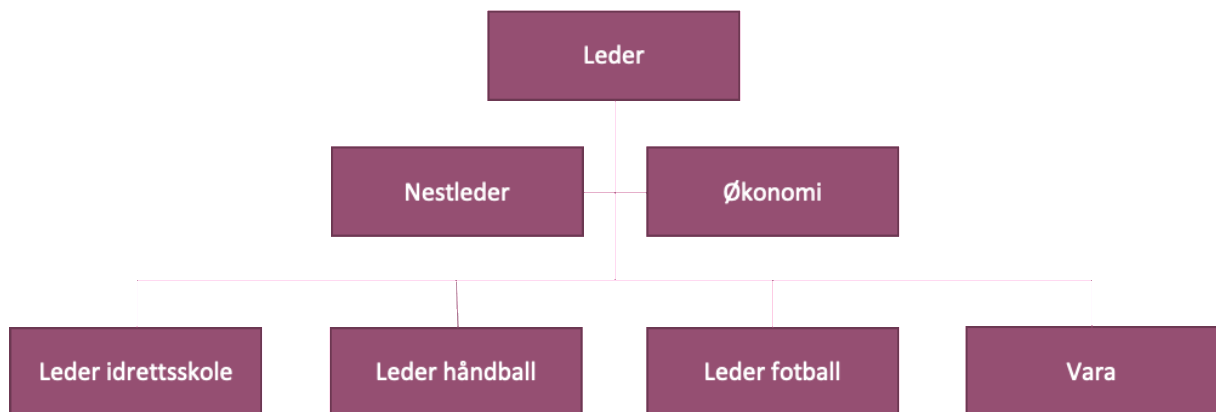 Leder
Nestleder
Økonomi
Leder idrettsskole
Leder håndball
Leder fotball
Vara